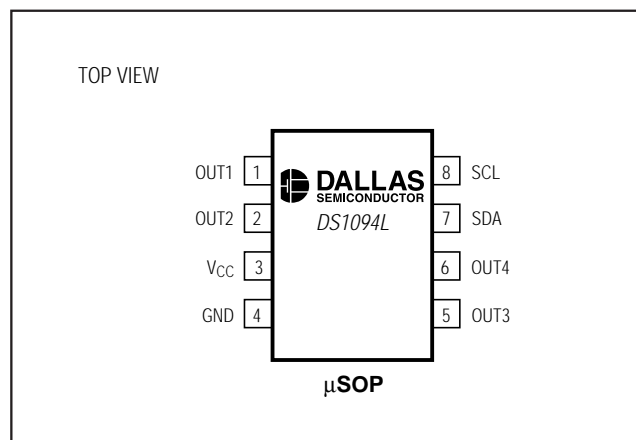 TOP VIEW
OUT1 1
OUT2 2
VCC 3
GND 4
DALLAS
SEMICONDUCTOR
DS1094L
8 SCL
7 SDA
6 OUT4
5 OUT3
µSOP